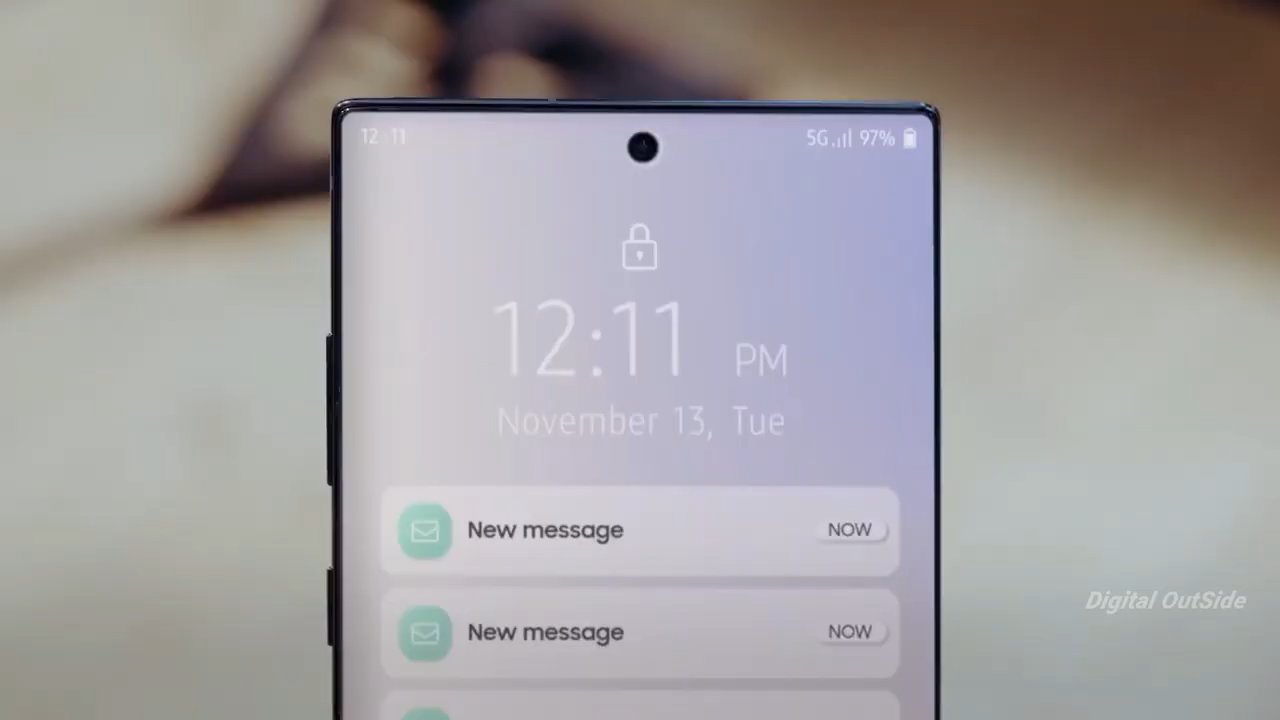 12:11
5G 97%
12:11 PM
November 13, Tue
New message NOW
New message NOW
Digital OutSide